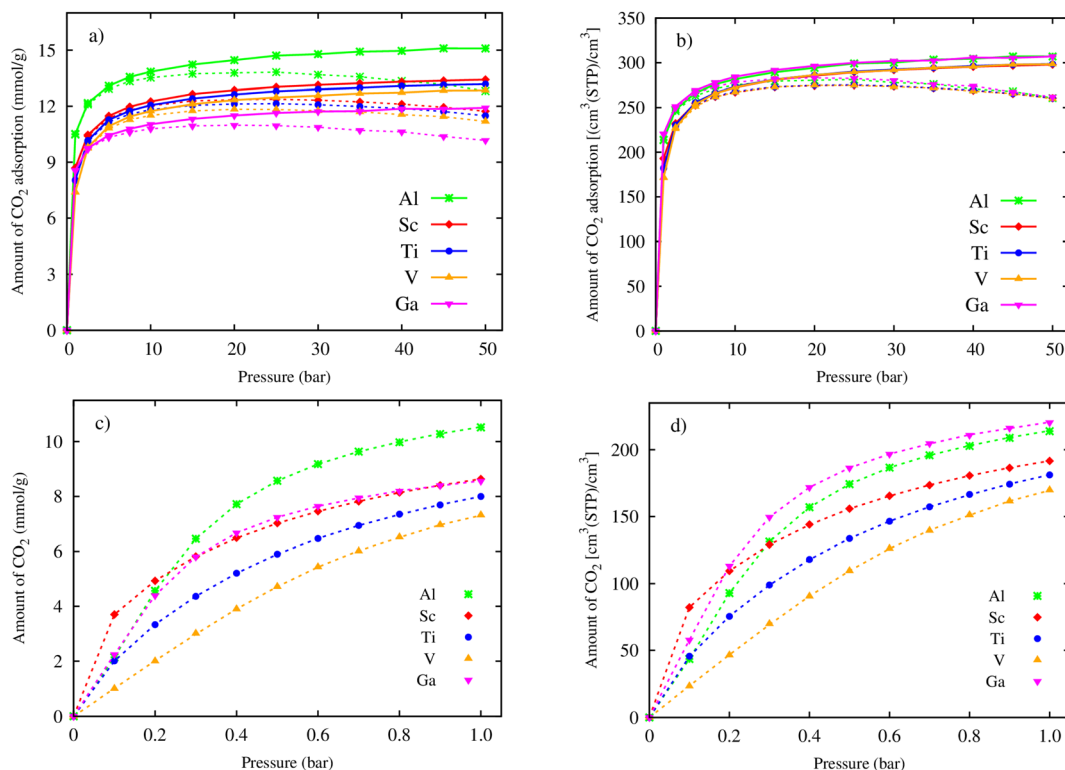 a)
Amount of CO2 adsorption (mmol/g)
15
12
9
6
3
0
Al
Sc
Ti
V
Ga
0 10 20 30 40 50
Pressure (bar)
b)
Amount of CO2 adsorption [(cm3(STP)/cm3]
350
300
250
200
150
100
50
0
Al
Sc
Ti
V
Ga
0 10 20 30 40 50
Pressure (bar)
c)
Amount of CO2 (mmol/g)
10
8
6
4
2
0
Al
Sc
Ti
V
Ga
0 0.2 0.4 0.6 0.8 1.0
Pressure (bar)
d)
Amount of CO2 [cm3(STP)/cm3]
200
150
100
50
0
Al
Sc
Ti
V
Ga
0 0.2 0.4 0.6 0.8 1.0
Pressure (bar)